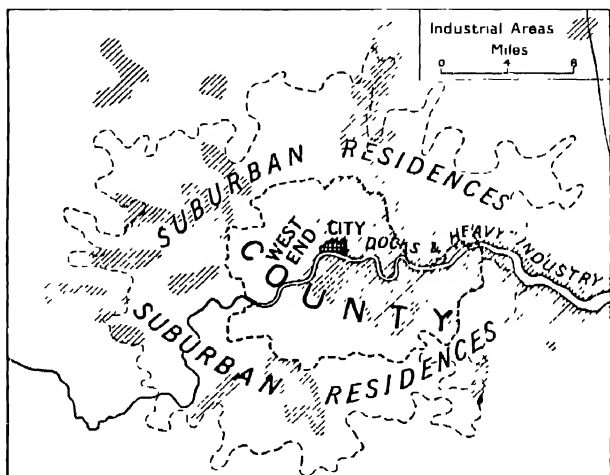 Industrial Areas
Miles
0 4 8
SUBURBAN RESIDENCES
WEST
END
CITY
DOCKS & HEAVY INDUSTRY
COUNTY
SUBURBAN RESIDENCES